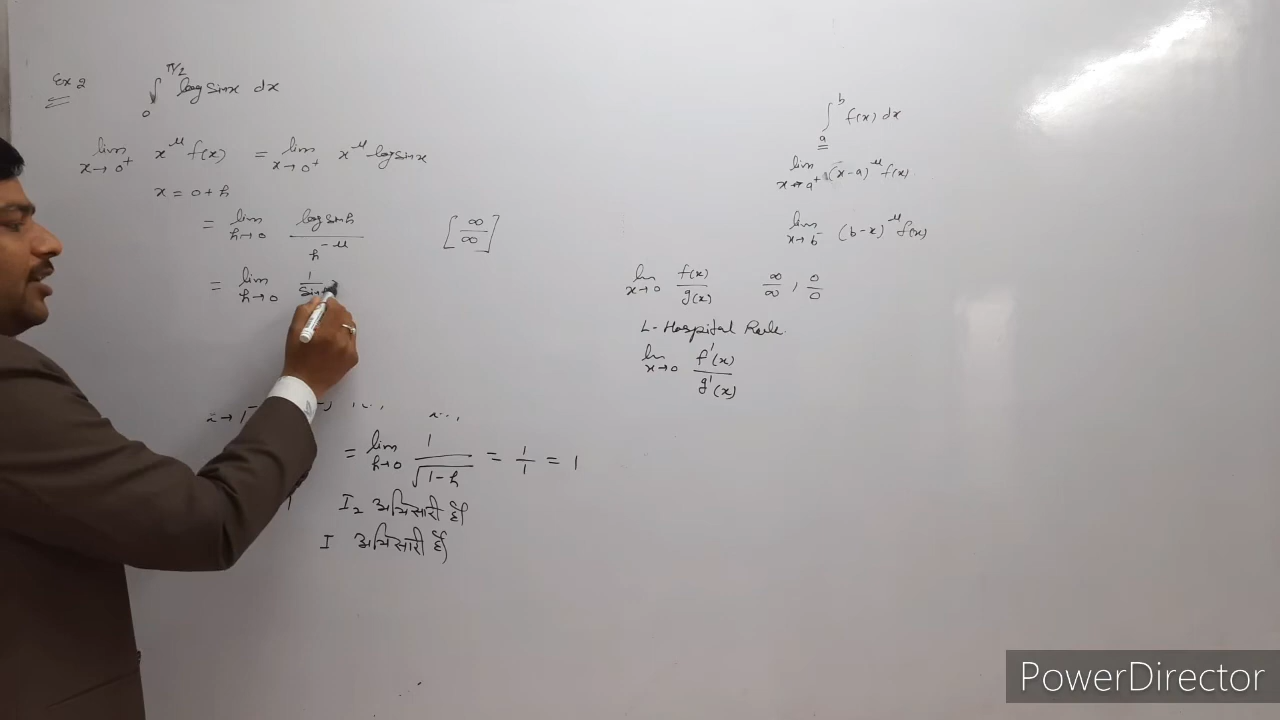 Ex 2 ∫₀^π/2 log sinx dx
lim x→0⁺ x^μ f(x) = lim x→0⁺ x^μ log sinx
x = 0 + h
= lim h→0 log sinh / h^-μ [∞/∞]
= lim h→0 1/sin
= lim h→0 1/√1-h = 1/1 = 1
I₂ अभिसारी है
I अभिसारी है
∫ₐ^b f(x) dx
lim x→a⁺ (x-a)^μ f(x)
lim x→b⁻ (b-x)^μ f(x)
lim x→0 f(x)/g(x) ∞/∞ , 0/0
L-Hospital Rule.
lim x→0 f'(x)/g'(x)
PowerDirector